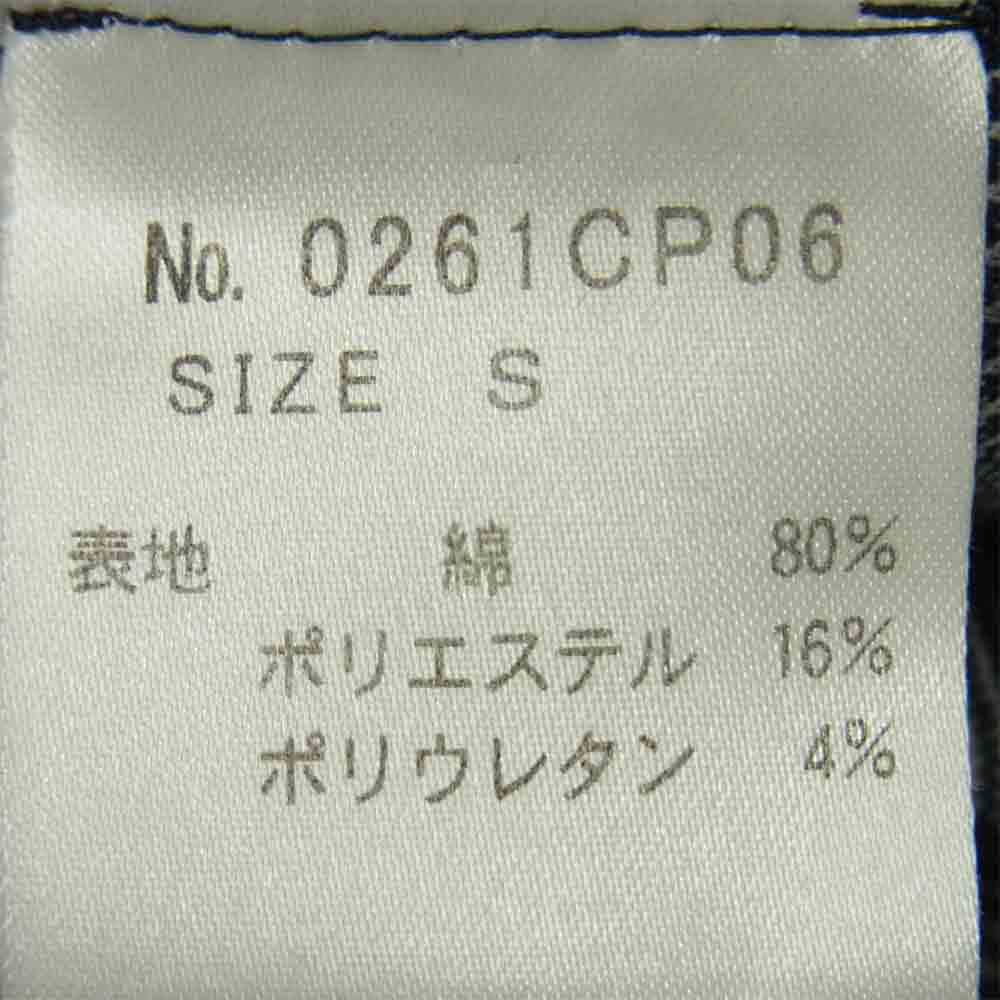 No. 0261CP06
SIZE S
表地 綿 80%
ポリエステル 16%
ポリウレタン 4%